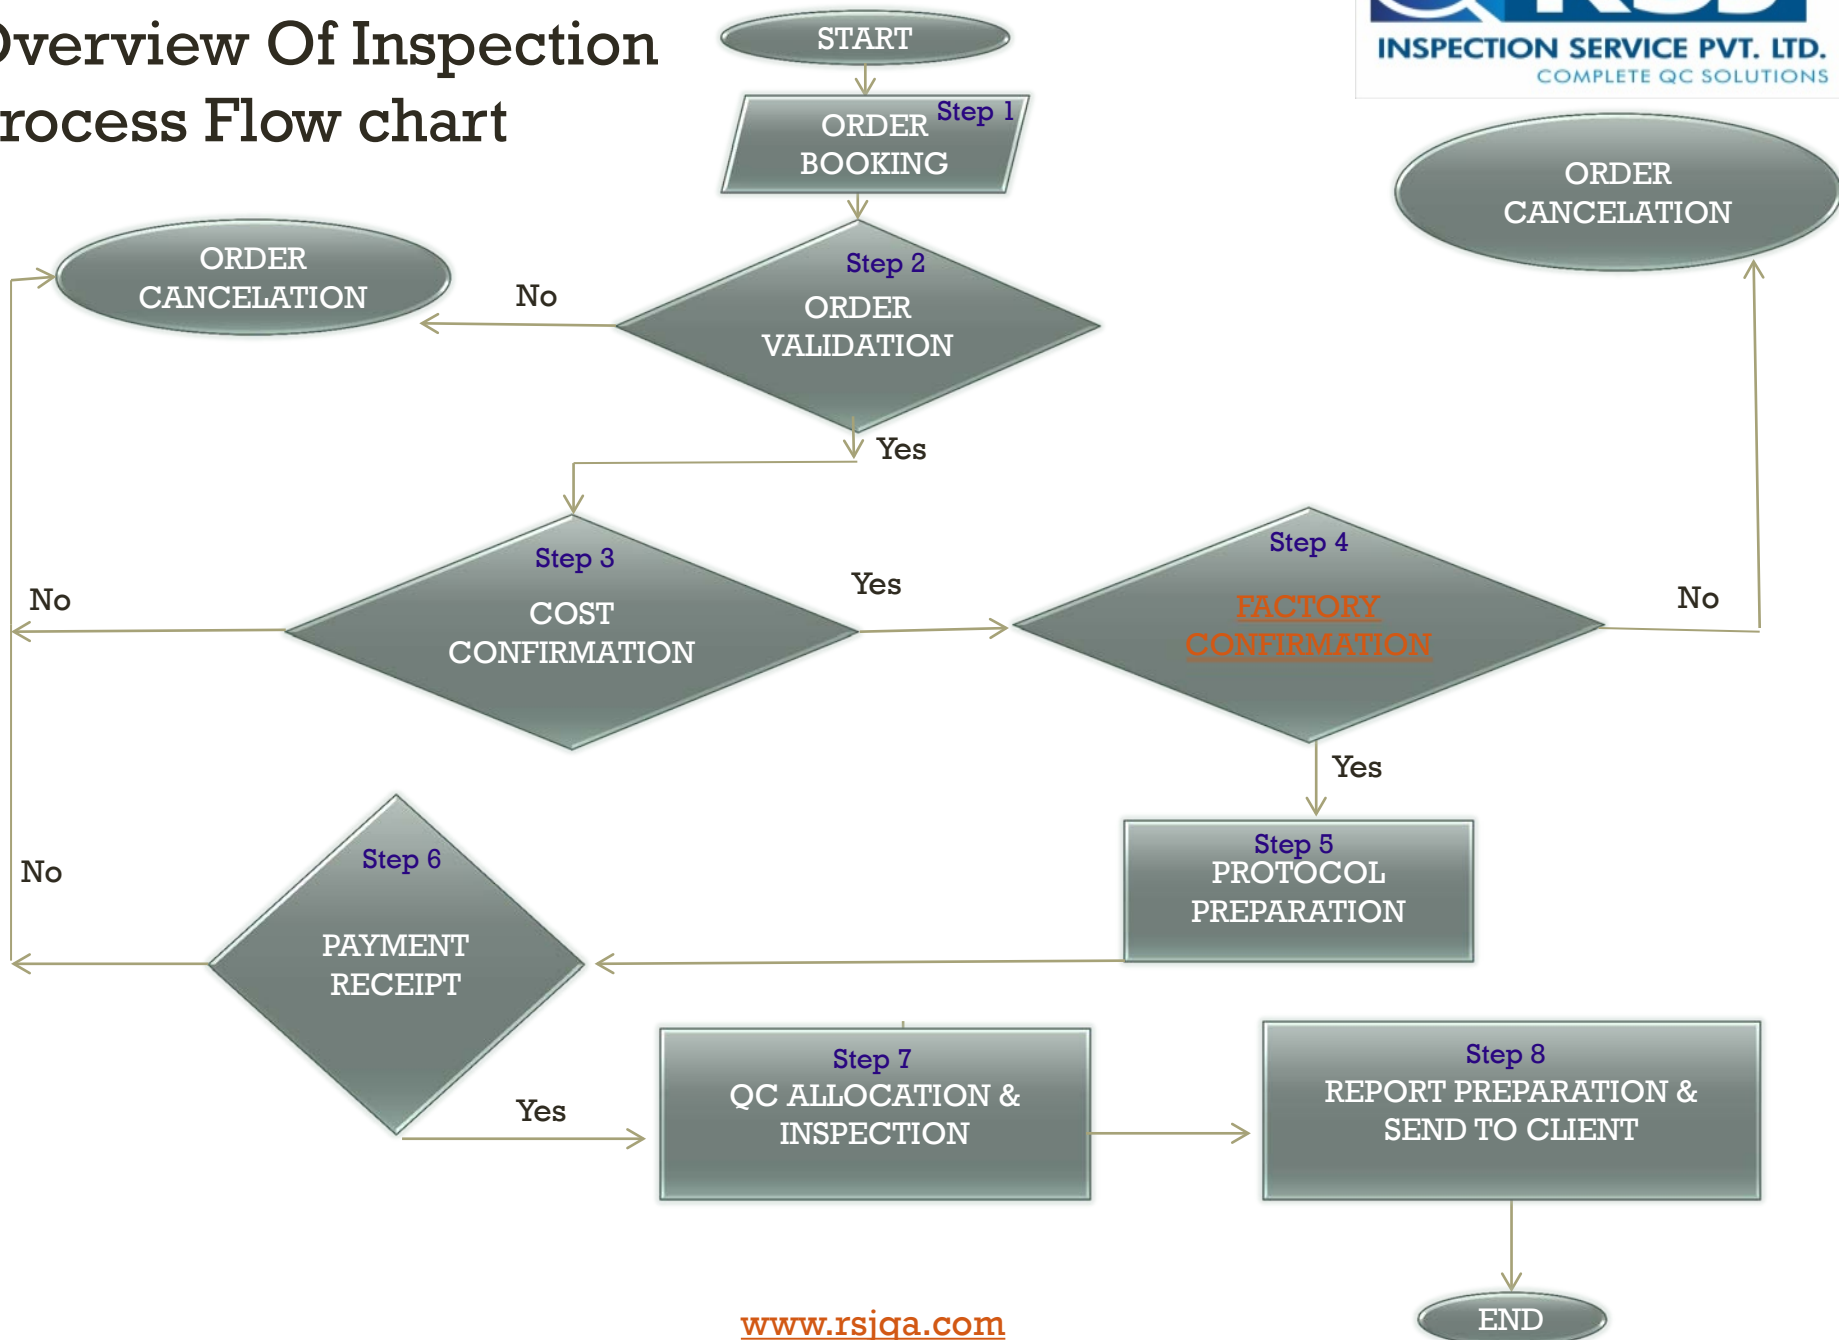 Overview Of Inspection
Process Flow chart
RSJ
INSPECTION SERVICE PVT. LTD.
COMPLETE QC SOLUTIONS
START
Step 1
ORDER
BOOKING
ORDER
CANCELATION
ORDER
CANCELATION
No
Step 2
ORDER
VALIDATION
Yes
Step 3
COST
CONFIRMATION
No
Yes
Step 4
FACTORY
CONFIRMATION
No
Yes
Step 5
PROTOCOL
PREPARATION
Step 6
PAYMENT
RECEIPT
No
Yes
Step 7
QC ALLOCATION &
INSPECTION
Step 8
REPORT PREPARATION &
SEND TO CLIENT
END
www.rsjqa.com